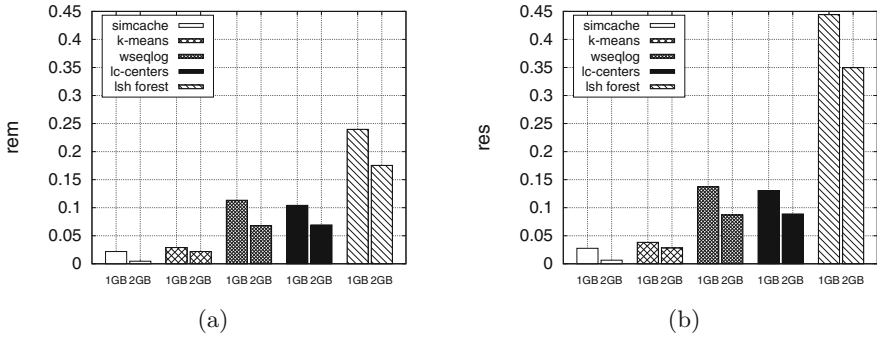 0.45
0.4
0.35
0.3
0.25
0.2
0.15
0.1
0.05
0
rem
simcache
k-means
wseqlog
lc-centers
lsh forest
1GB 2GB 1GB 2GB 1GB 2GB 1GB 2GB 1GB 2GB
(a)
0.45
0.4
0.35
0.3
0.25
0.2
0.15
0.1
0.05
0
res
simcache
k-means
wseqlog
lc-centers
lsh forest
1GB 2GB 1GB 2GB 1GB 2GB 1GB 2GB 1GB 2GB
(b)